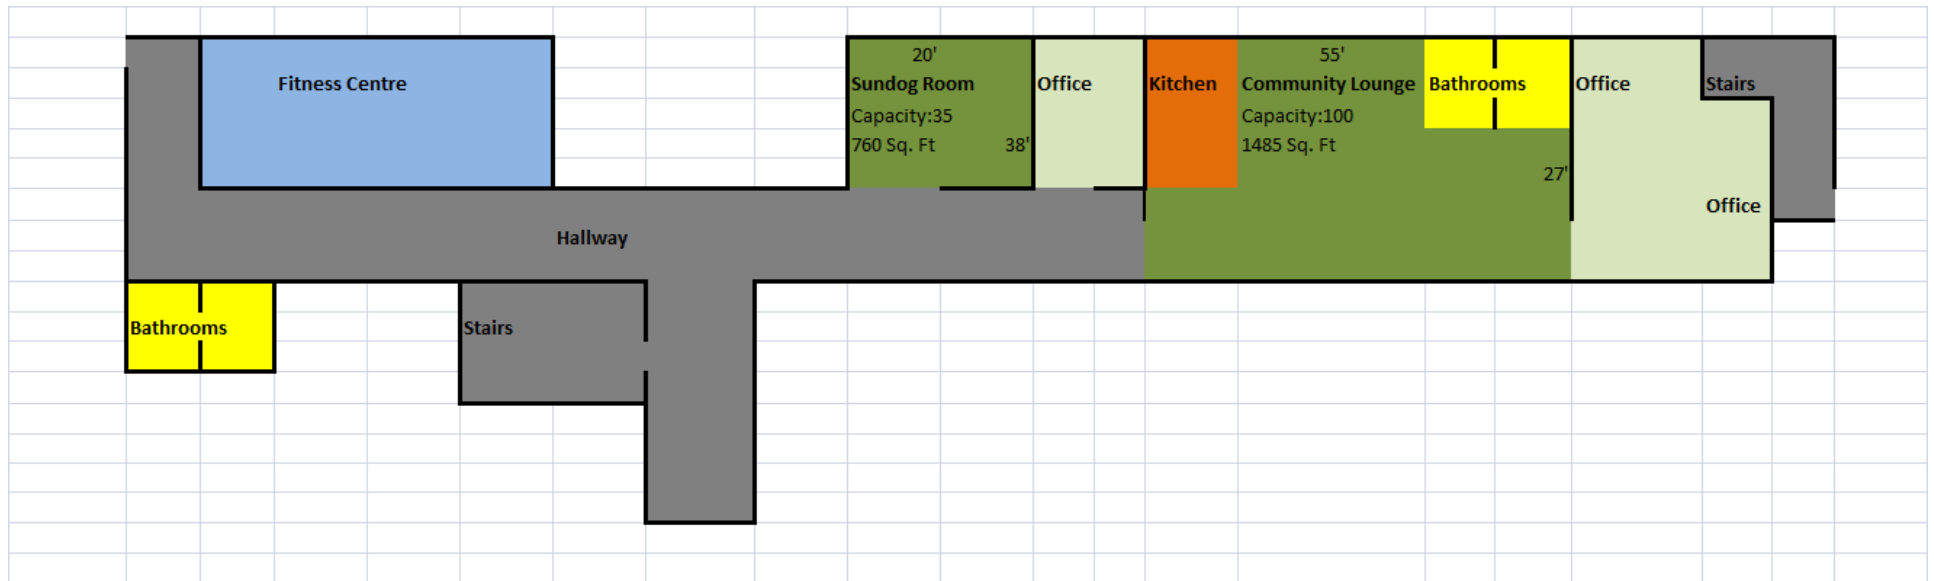 20'
55'
Fitness Centre
Sundog Room
Office
Kitchen
Community Lounge
Bathrooms
Office
Stairs
Capacity:35
Capacity:100
760 Sq. Ft
38'
1485 Sq. Ft
27'
Office
Hallway
Bathrooms
Stairs